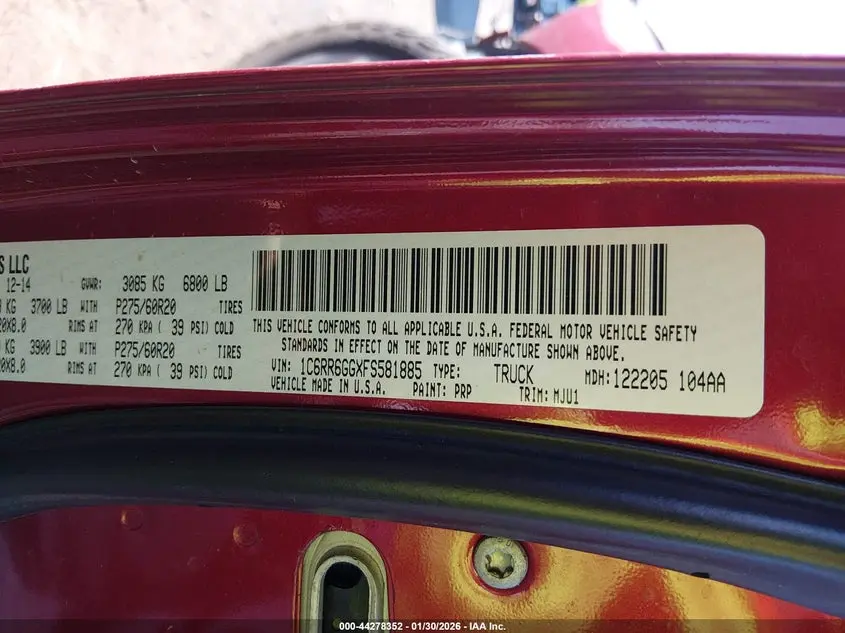 S LLC
12-14 GVWR: 3085 KG 6800 LB
KG 3700 LB WITH P275/60R20 TIRES
20X8.0 RIMS AT 270 KPA ( 39 PSI) COLD
KG 3900 LB WITH P275/60R20 TIRES
20X8.0 RIMS AT 270 KPA ( 39 PSI) COLD
THIS VEHICLE CONFORMS TO ALL APPLICABLE U.S.A. FEDERAL MOTOR VEHICLE SAFETY
STANDARDS IN EFFECT ON THE DATE OF MANUFACTURE SHOWN ABOVE.
VIN: 1C6RR6GGXFS581885 TYPE: TRUCK MDH: 122205 104AA
VEHICLE MADE IN U.S.A. PAINT: PRP TRIM: MJU1
000-44278352 - 01/30/2026 - IAA Inc.